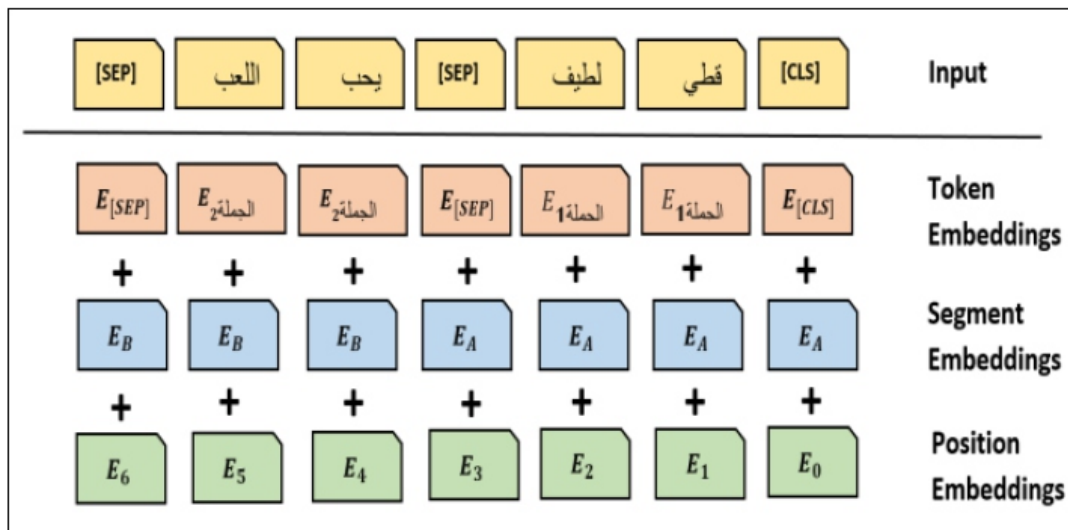 [SEP] اللعب يحب [SEP] لطيف قطي [CLS] Input
E[SEP] E2الجملة E2الجملة E[SEP] E1الحملة E1الحملة E[CLS] Token Embeddings
+ + + + + + +
EB EB EB EA EA EA EA Segment Embeddings
+ + + + + + +
E6 E5 E4 E3 E2 E1 E0 Position Embeddings